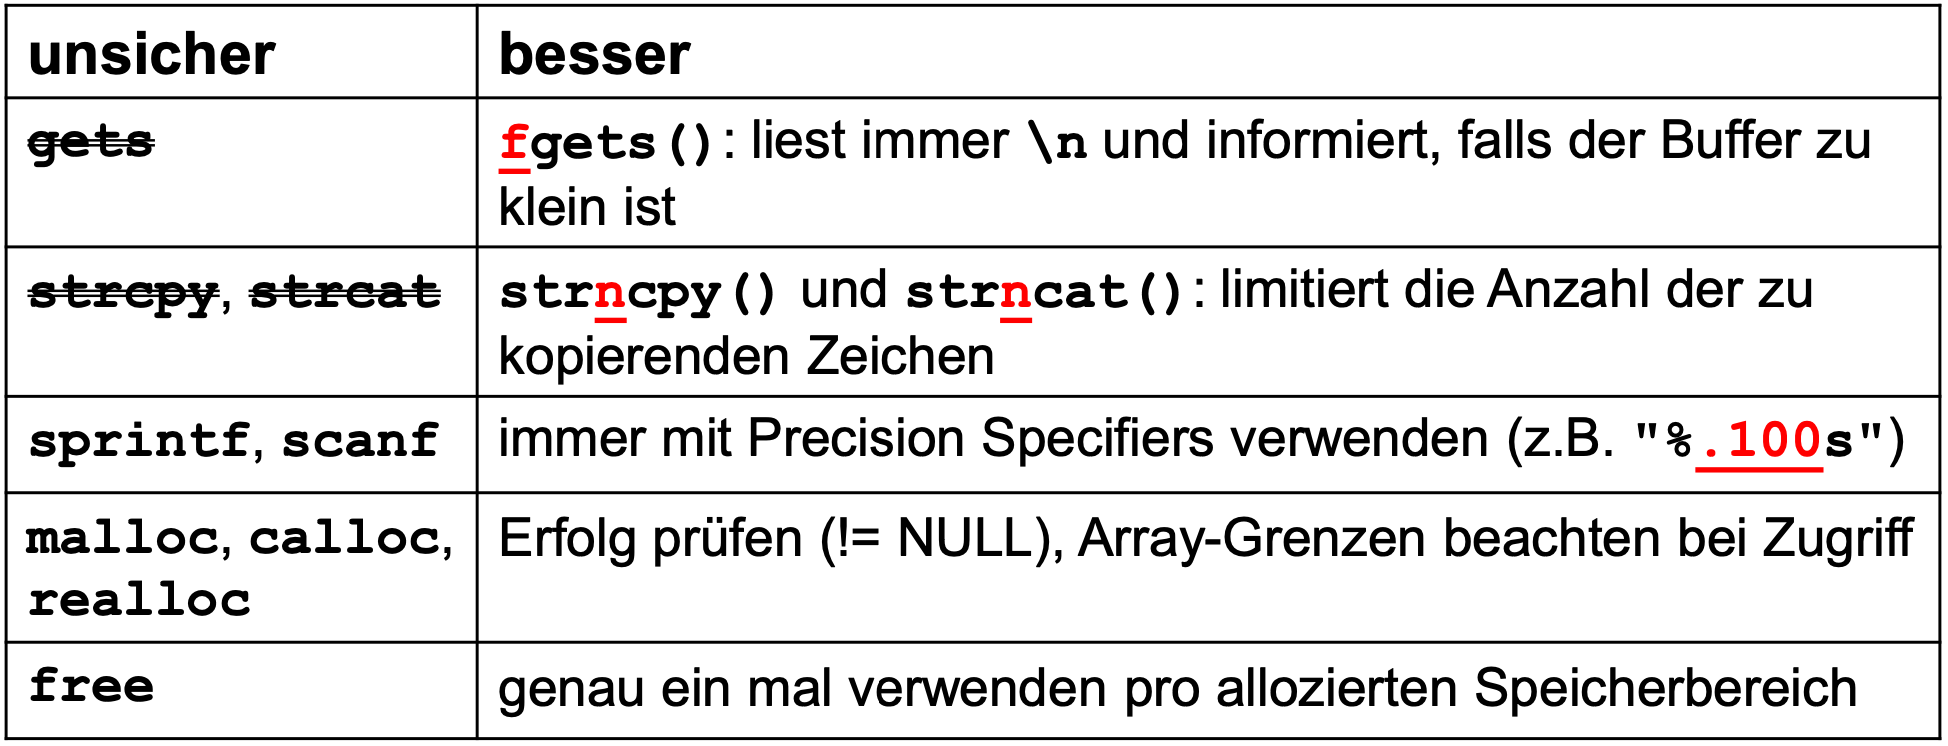 unsicher
besser
gets
fgets(): liest immer \n und informiert, falls der Buffer zu
klein ist
strcpy, strcat
strncpy() und strncat(): limitiert die Anzahl der zu
kopierenden Zeichen
sprintf, scanf
immer mit Precision Specifiers verwenden (z.B. "%.100s")
malloc, calloc,
realloc
Erfolg prüfen (!= NULL), Array-Grenzen beachten bei Zugriff
free
genau ein mal verwenden pro allozierten Speicherbereich